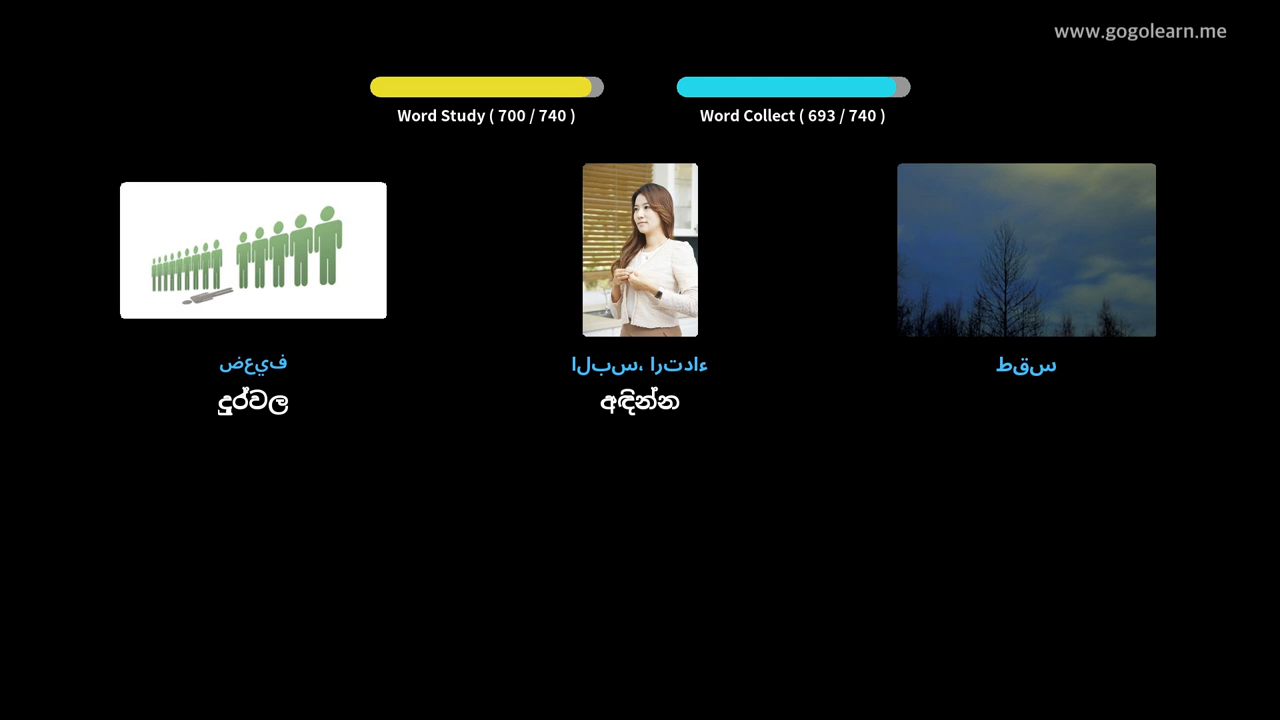 www.gogolearn.me
Word Study ( 700 / 740 )
Word Collect ( 693 / 740 )
ضعيف
البس، ارتداء
طقس
දුර්වල
අඳින්න